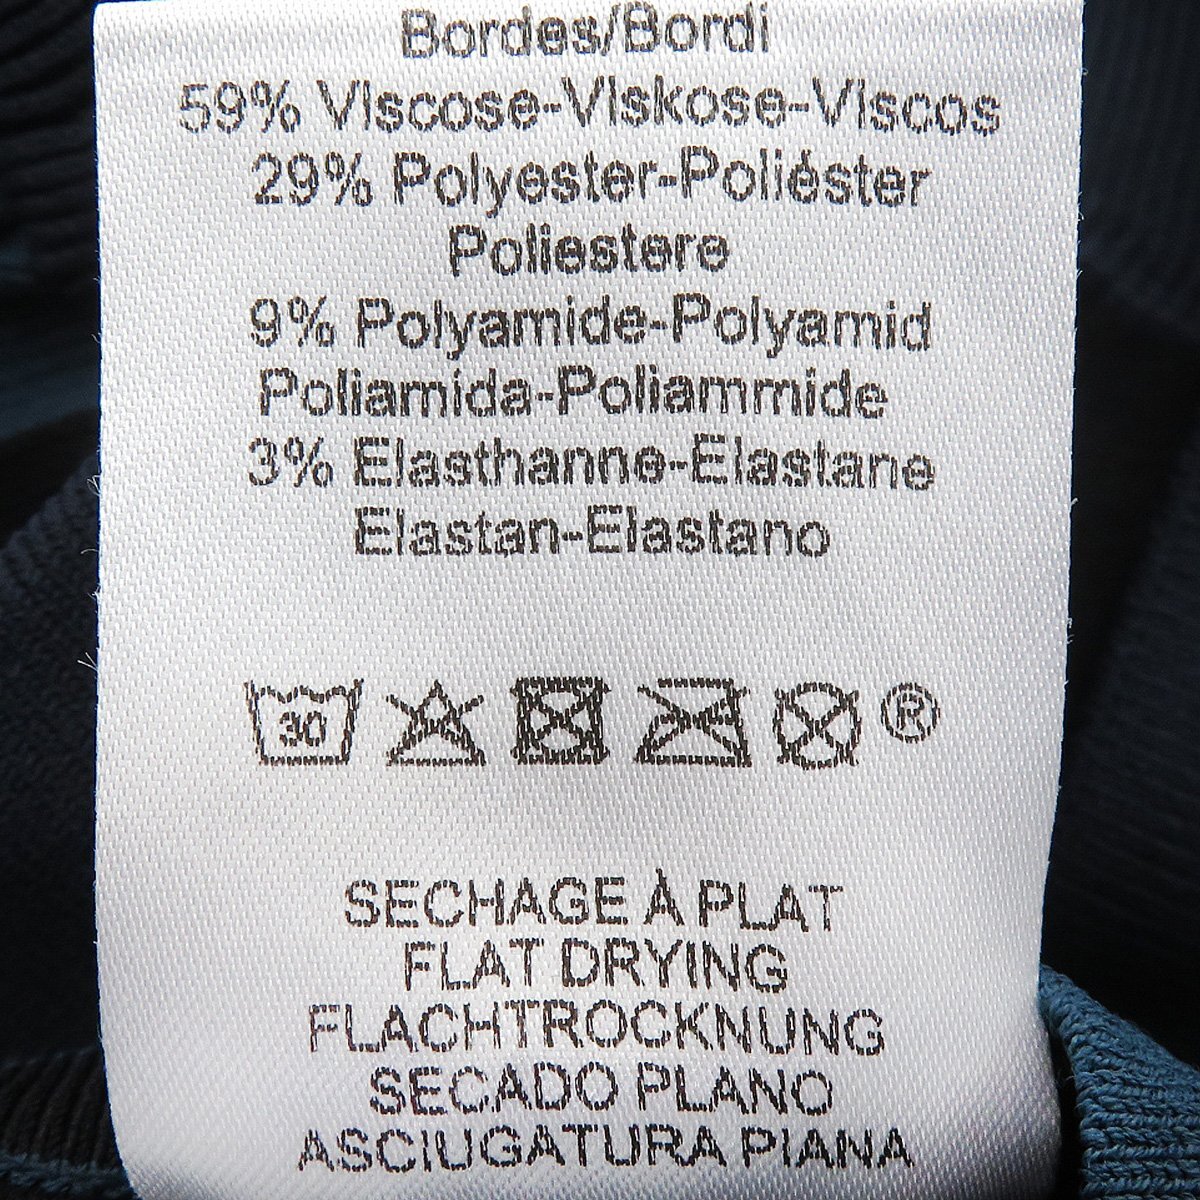 Bordes/Bordi
59% Viscose-Viskose-Viscos
29% Polyester-Poliéster
Poliestere
9% Polyamide-Polyamid
Poliamida-Poliammide
3% Elasthanne-Elastane
Elastan-Elastano
30 ®
SECHAGE À PLAT
FLAT DRYING
FLACHTROCKNUNG
SECADO PLANO
ASCIUGATURA PIANA